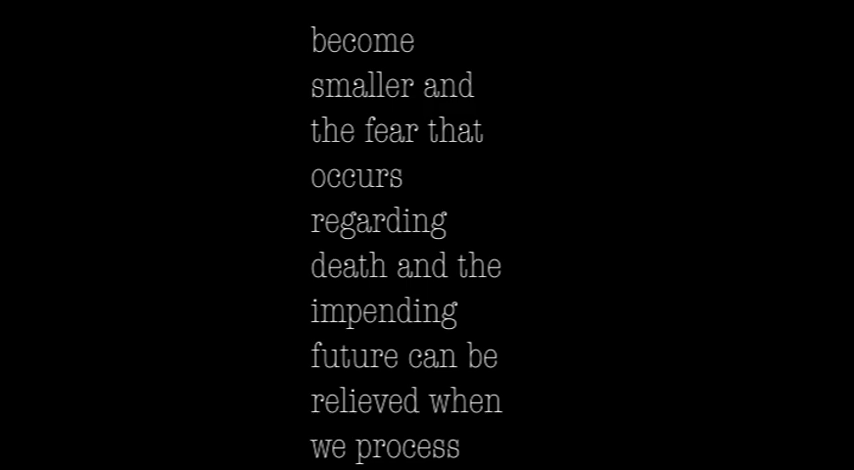 become
smaller and
the fear that
occurs
regarding
death and the
impending
future can be
relieved when
we process